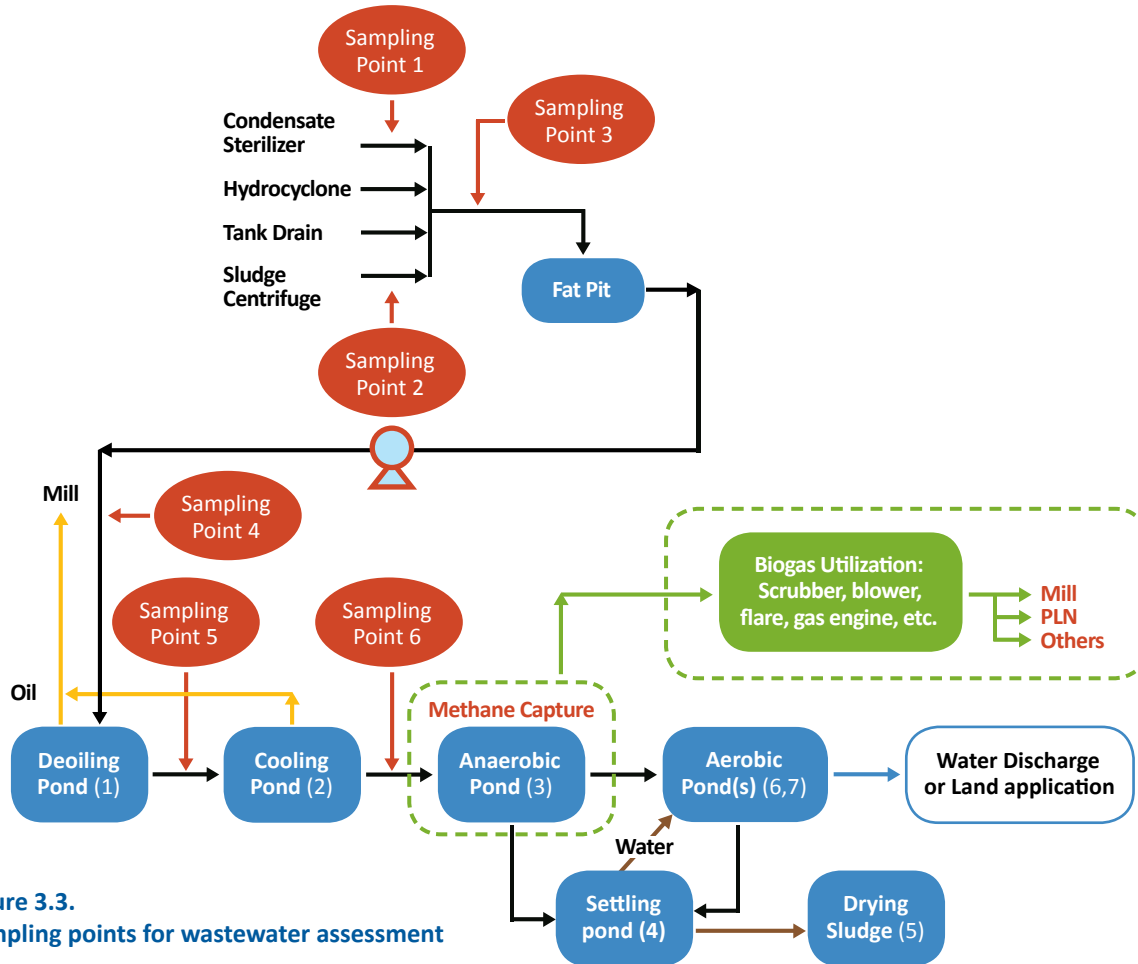 Sampling
Point 1
Sampling
Point 3
Condensate
Sterilizer
Hydrocyclone
Tank Drain
Sludge
Centrifuge
Fat Pit
Sampling
Point 2
Mill
Sampling
Point 4
Biogas Utilization:
Scrubber, blower,
flare, gas engine, etc.
Mill
PLN
Others
Sampling
Point 5
Sampling
Point 6
Oil
Methane Capture
Deoiling
Pond (1)
Cooling
Pond (2)
Anaerobic
Pond (3)
Aerobic
Pond(s) (6,7)
Water Discharge
or Land application
Water
Settling
pond (4)
Drying
Sludge (5)
ure 3.3.
mpling points for wastewater assessment